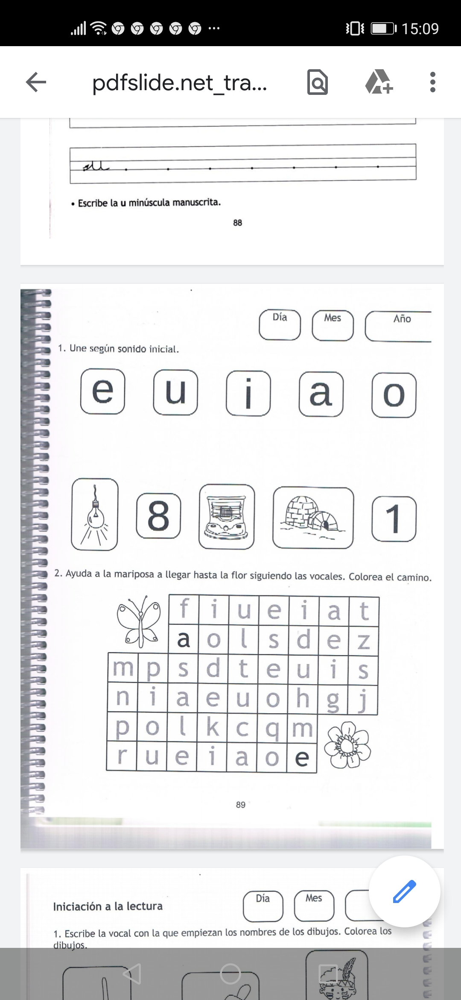 15:09
pdfslide.net_tra...
u
• Escribe la u minúscula manuscrita.
88
Día Mes Año
1. Une según sonido inicial.
e u i a o
8 1
2. Ayuda a la mariposa a llegar hasta la flor siguiendo las vocales. Colorea el camino.
f i u e i a t
a o l s d e z
m p s d t e u i s
n i a e u o h g j
p o l k c q m
r u e i a o e
89
Día Mes
Iniciación a la lectura
1. Escribe la vocal con la que empiezan los nombres de los dibujos. Colorea los
dibujos.